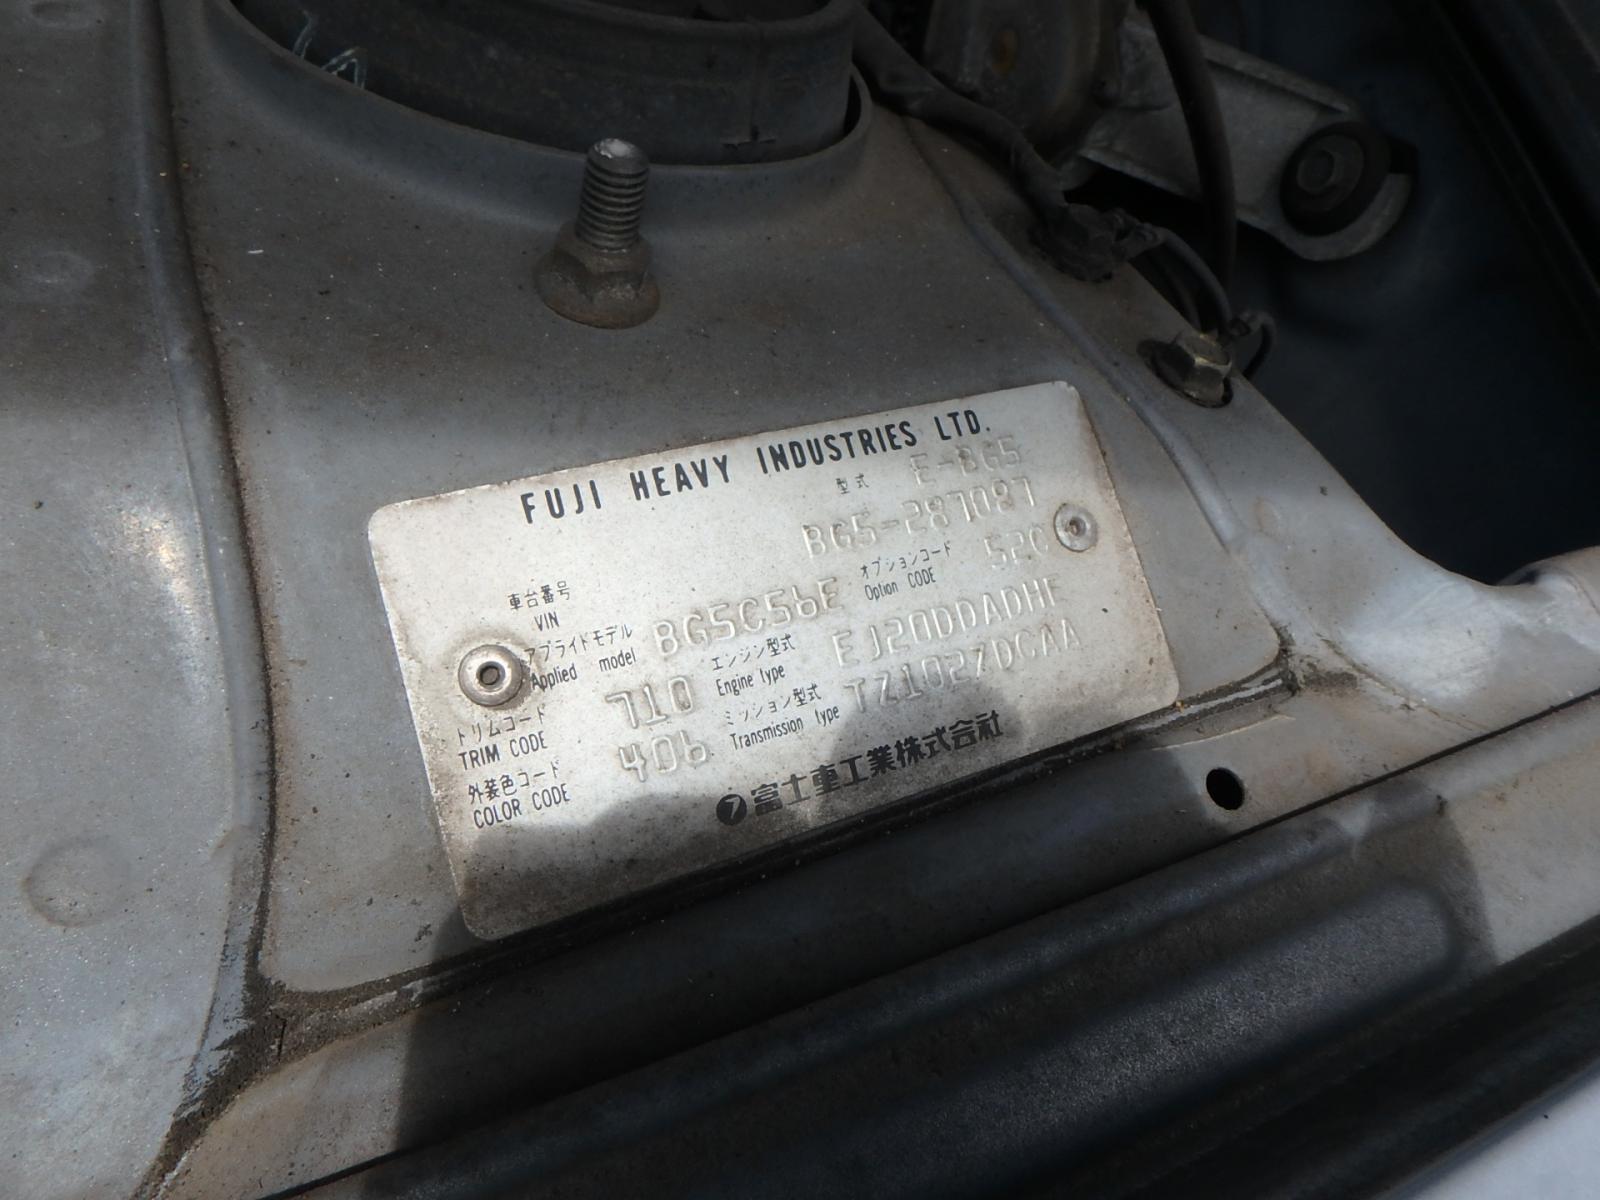 FUJI HEAVY INDUSTRIES LTD.
型式 E-BG5
車台番号 VIN BG5-287087
アプライドモデル Applied model BG5C56E オプションコード Option CODE 52C
トリムコード TRIM CODE 710 エンジン型式 Engine type EJ20DDADHF
外装色コード COLOR CODE 406 ミッション型式 Transmission type TZ102ZDCAA
富士重工業株式会社